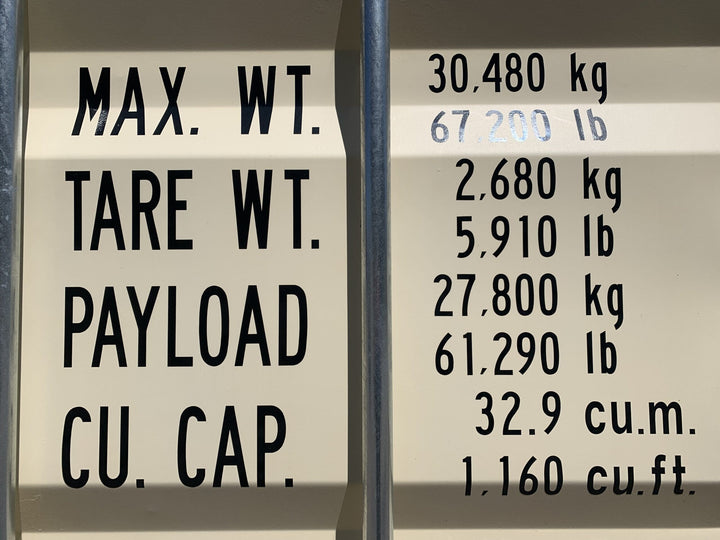 MAX. WT. 30,480 kg
67,200 lb
TARE WT. 2,680 kg
5,910 lb
PAYLOAD 27,800 kg
61,290 lb
CU. CAP. 32.9 cu.m.
1,160 cu.ft.